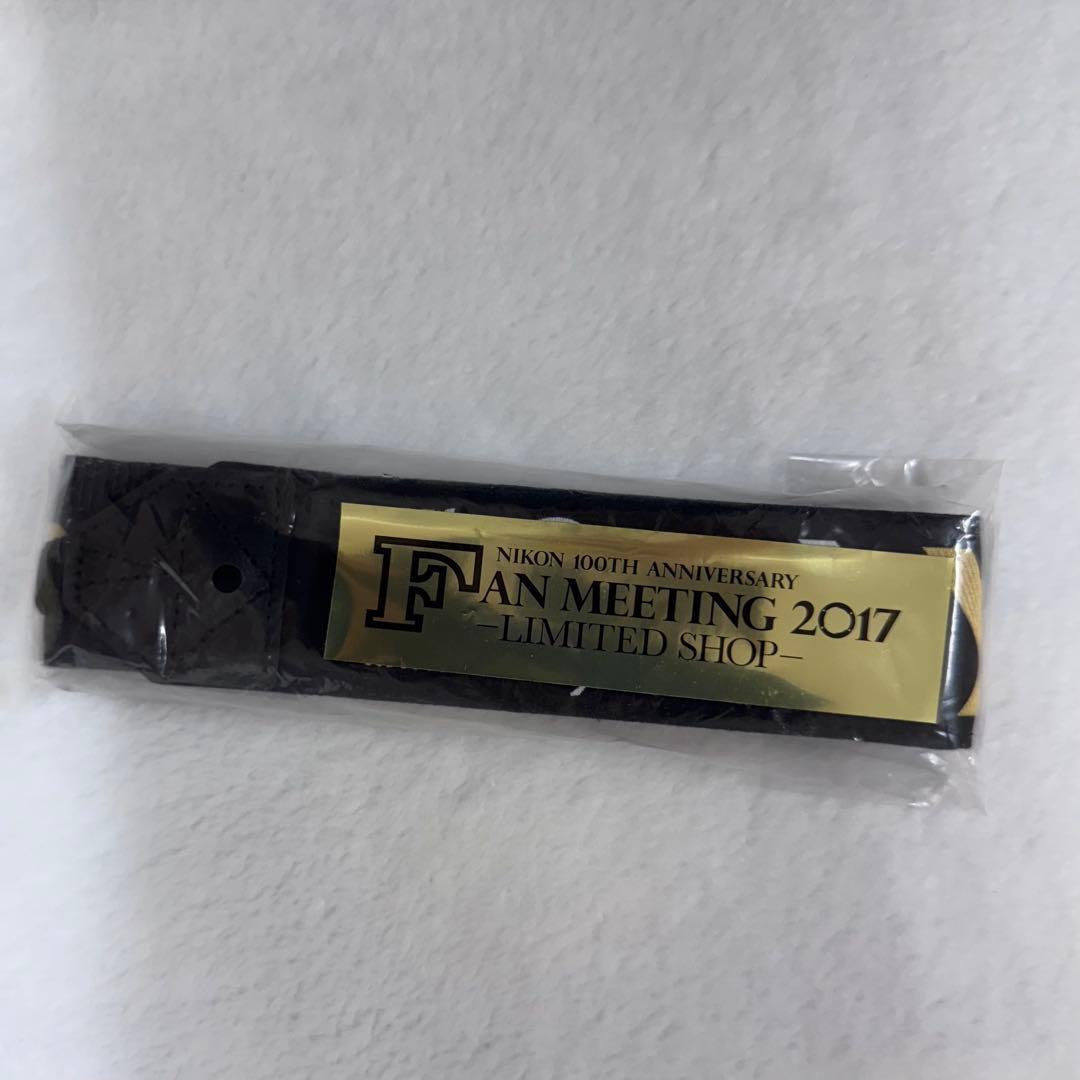 NIKON 100TH ANNIVERSARY
FAN MEETING 2017
–LIMITED SHOP–